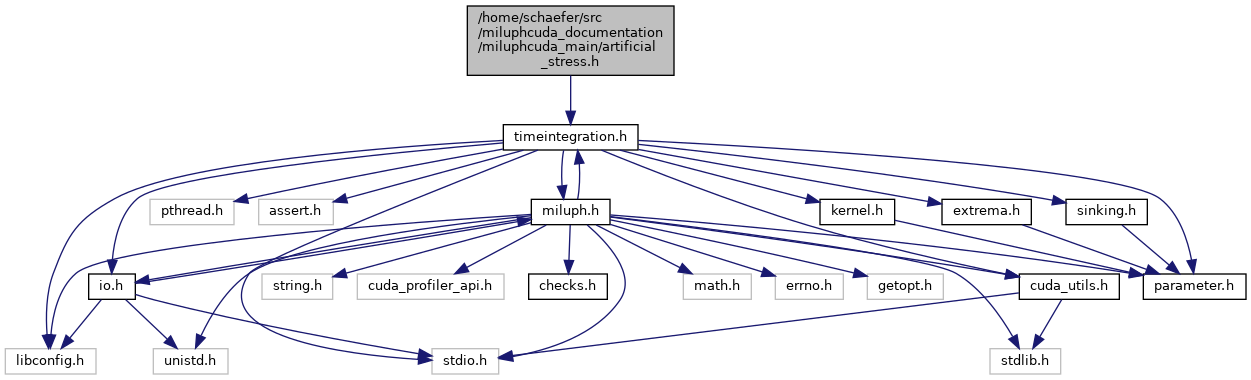 /home/schaefer/src
/miluphcuda_documentation
/miluphcuda_main/artificial
_stress.h
timeintegration.h
pthread.h
assert.h
miluph.h
kernel.h
extrema.h
sinking.h
io.h
string.h
cuda_profiler_api.h
checks.h
math.h
errno.h
getopt.h
cuda_utils.h
parameter.h
libconfig.h
unistd.h
stdio.h
stdlib.h